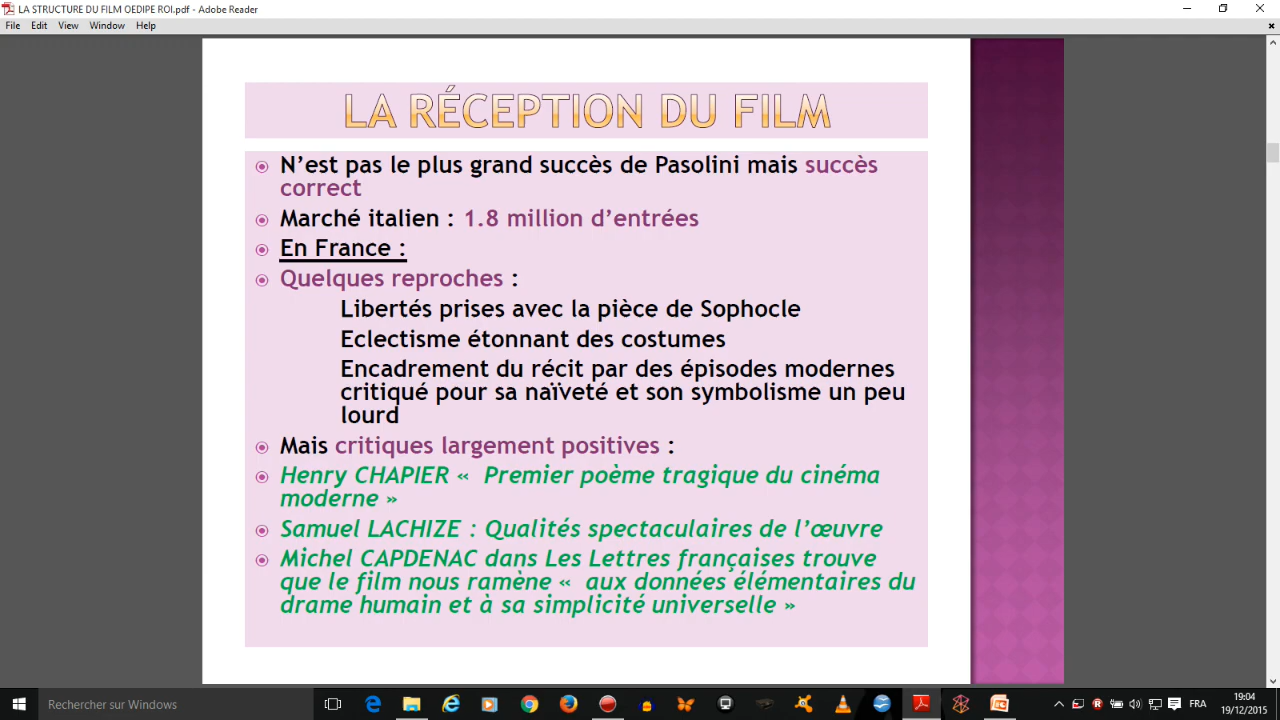 LA STRUCTURE DU FILM OEDIPE ROI.pdf - Adobe Reader
File Edit View Window Help
LA RÉCEPTION DU FILM
N’est pas le plus grand succès de Pasolini mais succès
correct
Marché italien : 1.8 million d’entrées
En France :
Quelques reproches :
Libertés prises avec la pièce de Sophocle
Eclectisme étonnant des costumes
Encadrement du récit par des épisodes modernes
critiqué pour sa naïveté et son symbolisme un peu
lourd
Mais critiques largement positives :
Henry CHAPIER «  Premier poème tragique du cinéma
moderne »
Samuel LACHIZE : Qualités spectaculaires de l’œuvre
Michel CAPDENAC dans Les Lettres françaises trouve
que le film nous ramène «  aux données élémentaires du
drame humain et à sa simplicité universelle »
Rechercher sur Windows
FRA
19:04
19/12/2015